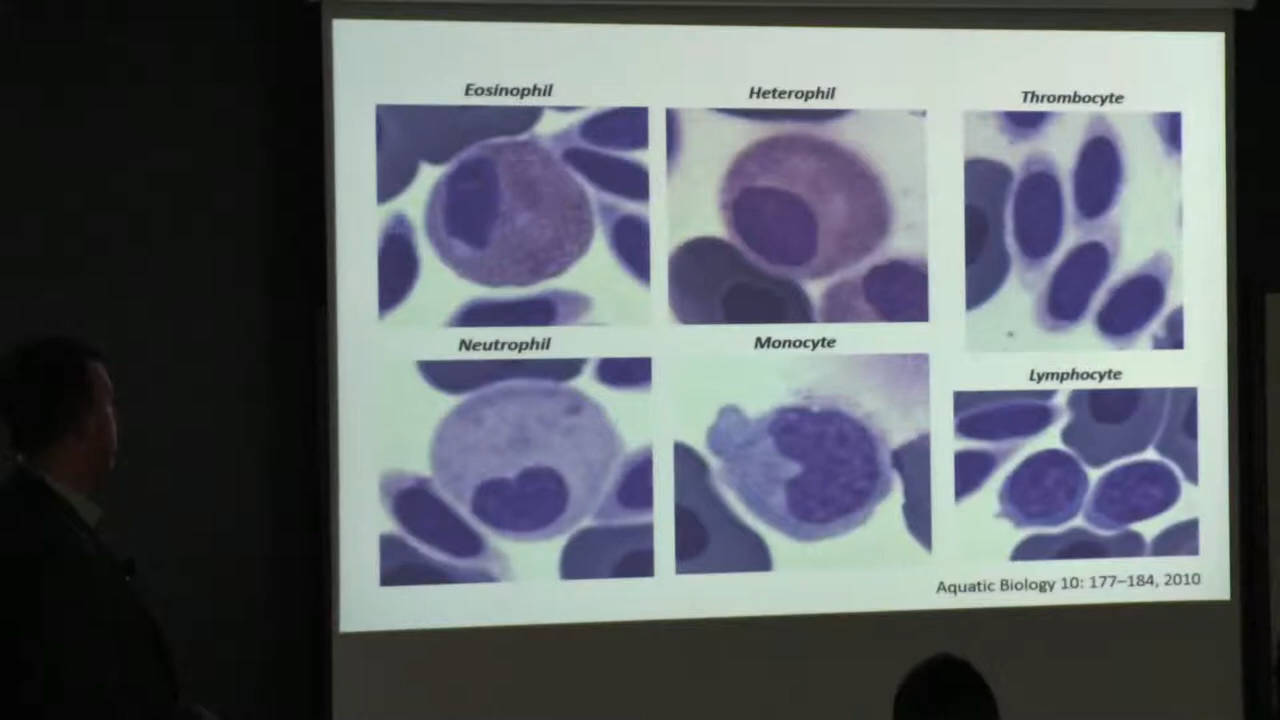 Eosinophil
Heterophil
Thrombocyte
Neutrophil
Monocyte
Lymphocyte
Aquatic Biology 10: 177–184, 2010